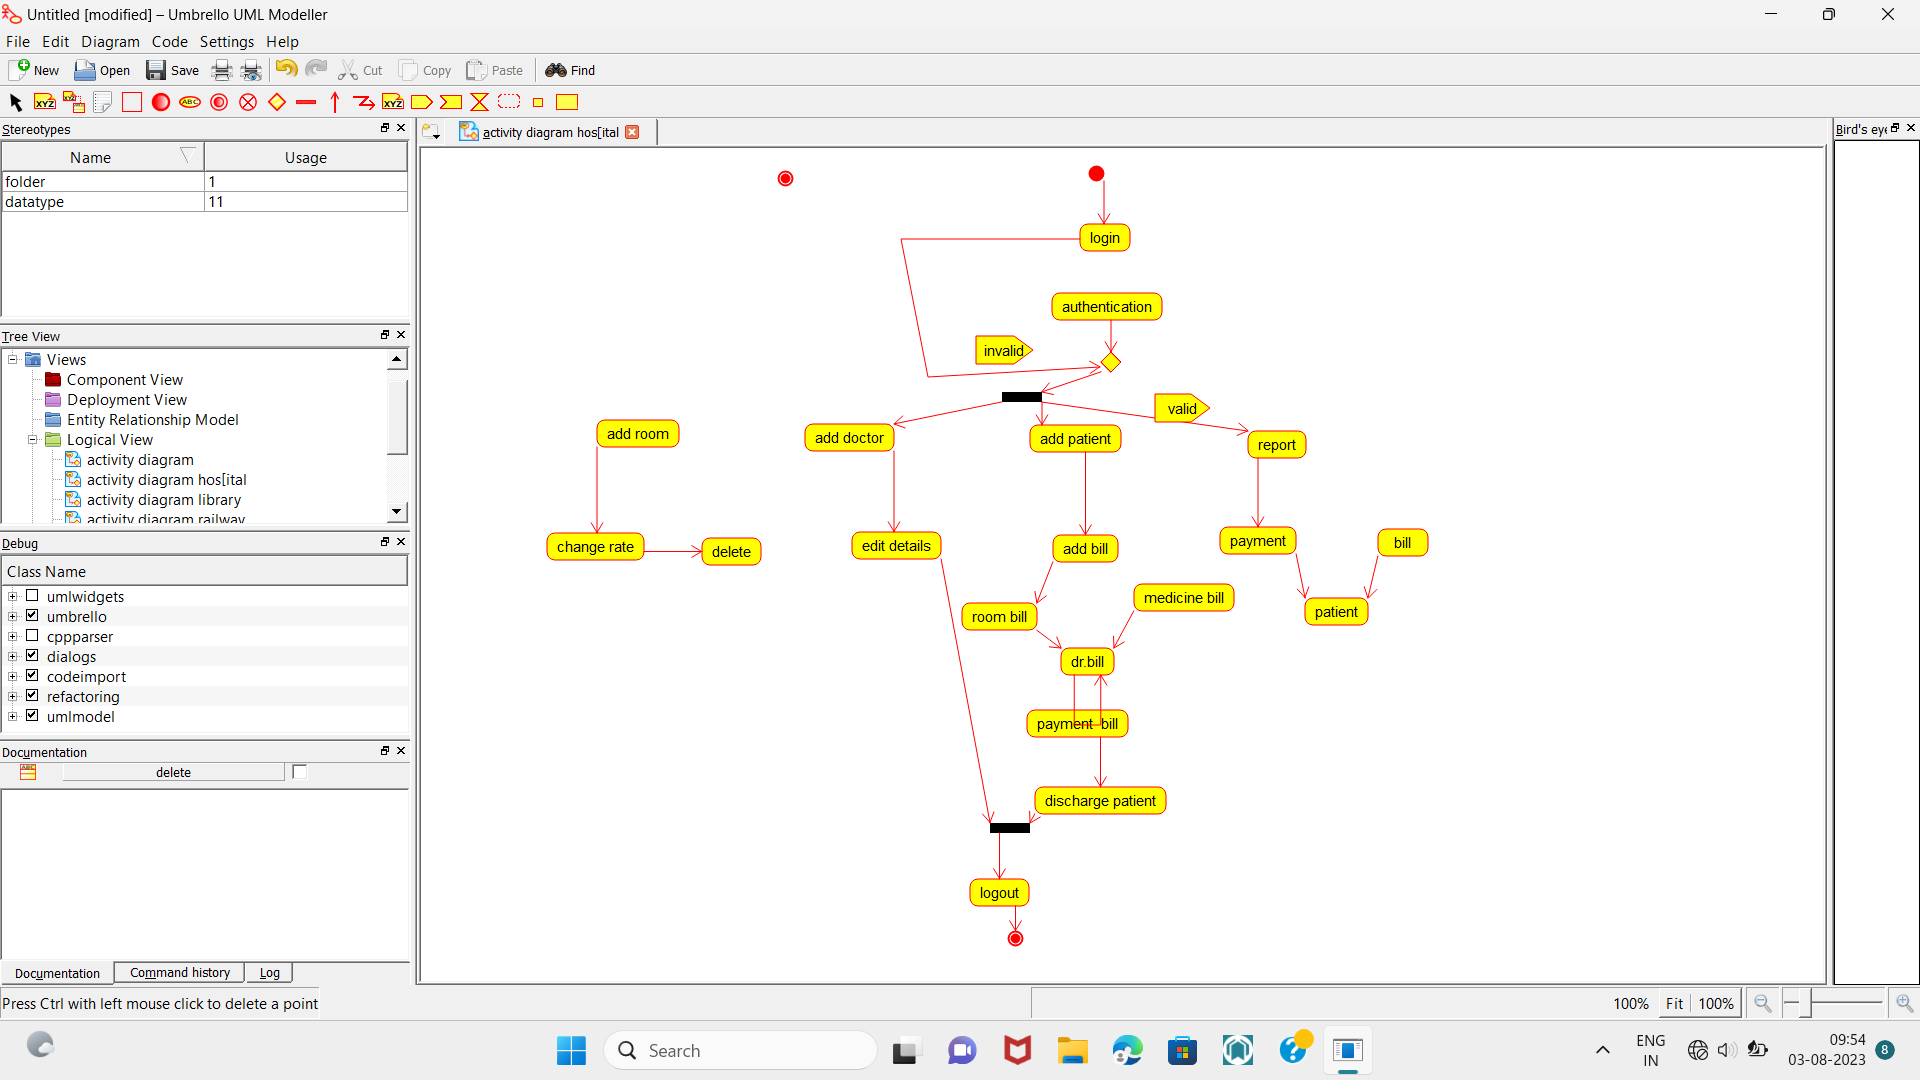 Untitled [modified] – Umbrello UML Modeller
File Edit Diagram Code Settings Help
New Open Save Cut Copy Paste Find
XYZ XYZ ABC XYZ
Stereotypes
Name Usage
folder 1
datatype 11
Tree View
Views
Component View
Deployment View
Entity Relationship Model
Logical View
activity diagram
activity diagram hos[ital
activity diagram library
activity diagram railway
Debug
Class Name
umlwidgets
umbrello
cppparser
dialogs
codeimport
refactoring
umlmodel
Documentation
delete
Documentation Command history Log
Press Ctrl with left mouse click to delete a point
activity diagram hos[ital
login
authentication
invalid
valid
add room
add doctor
add patient
report
change rate
delete
edit details
add bill
payment
bill
room bill
medicine bill
patient
dr.bill
payment bill
discharge patient
logout
Bird's eye
100% Fit 100%
Search
ENG
IN
09:54
03-08-2023
8